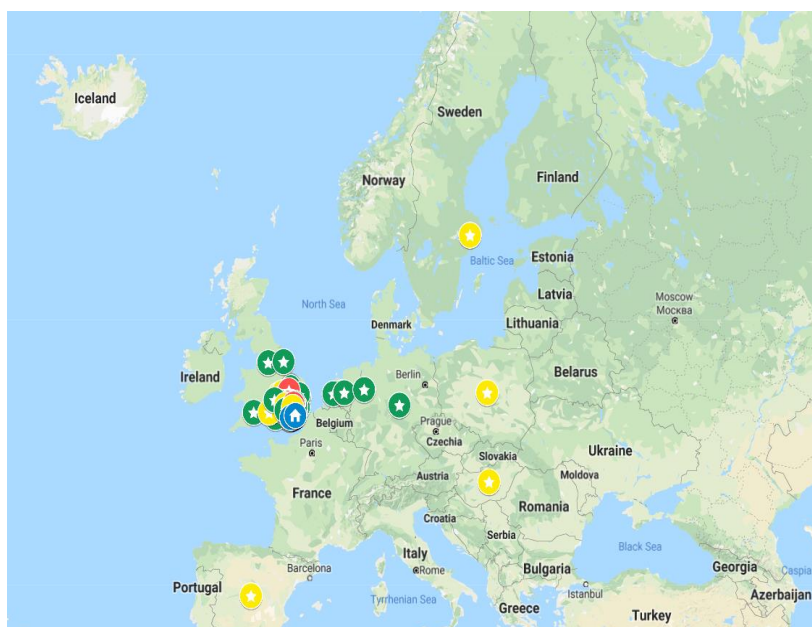 Iceland
Sweden
Finland
Norway
Estonia
Baltic Sea
Latvia
Moscow
Москва
North Sea
Denmark
Lithuania
Ireland
Berlin
Belarus
Belgium
Prague
Czechia
Paris
Ukraine
Slovakia
Austria
Moldova
France
Romania
Croatia
Serbia
Italy
Black Sea
Barcelona
Rome
Bulgaria
Georgia
Caspia
Portugal
Istanbul
Azerbaijan
Tyrrhenian Sea
Greece
Turkey